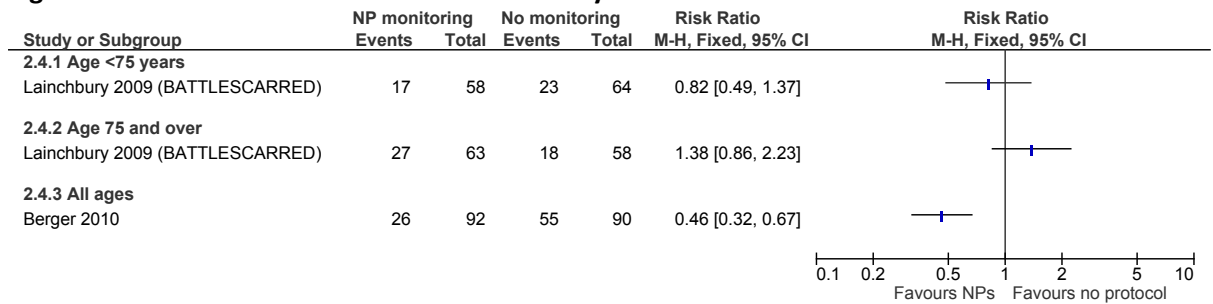 NP monitoring No monitoring Risk Ratio Risk Ratio
Study or Subgroup Events Total Events Total M-H, Fixed, 95% CI M-H, Fixed, 95% CI
2.4.1 Age <75 years
Lainchbury 2009 (BATTLESCARRED) 17 58 23 64 0.82 [0.49, 1.37]
2.4.2 Age 75 and over
Lainchbury 2009 (BATTLESCARRED) 27 63 18 58 1.38 [0.86, 2.23]
2.4.3 All ages
Berger 2010 26 92 55 90 0.46 [0.32, 0.67]
0.1 0.2 0.5 1 2 5 10
Favours NPs Favours no protocol